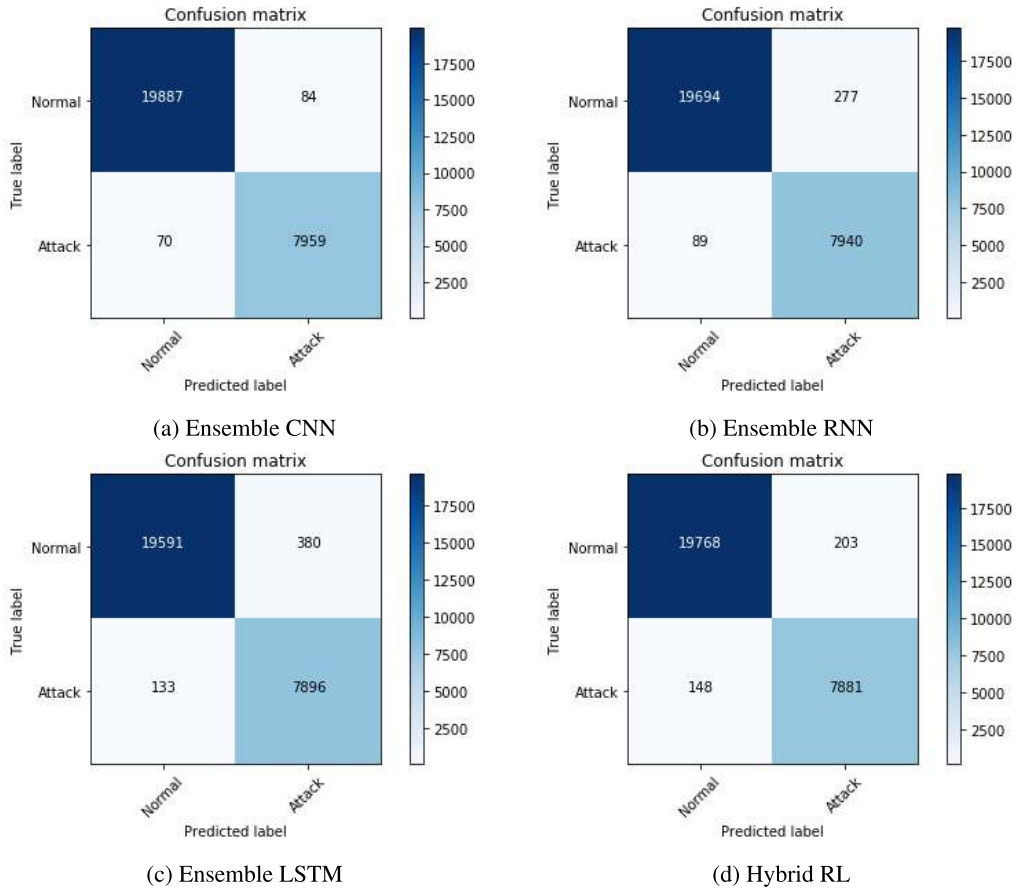 Confusion matrix
Normal
19887
84
Attack
70
7959
True label
Normal
Attack
Predicted label
17500
15000
12500
10000
7500
5000
2500
(a) Ensemble CNN
Confusion matrix
Normal
19694
277
Attack
89
7940
True label
Normal
Attack
Predicted label
17500
15000
12500
10000
7500
5000
2500
(b) Ensemble RNN
Confusion matrix
Normal
19591
380
Attack
133
7896
True label
Normal
Attack
Predicted label
17500
15000
12500
10000
7500
5000
2500
(c) Ensemble LSTM
Confusion matrix
Normal
19768
203
Attack
148
7881
True label
Normal
Attack
Predicted label
17500
15000
12500
10000
7500
5000
2500
(d) Hybrid RL